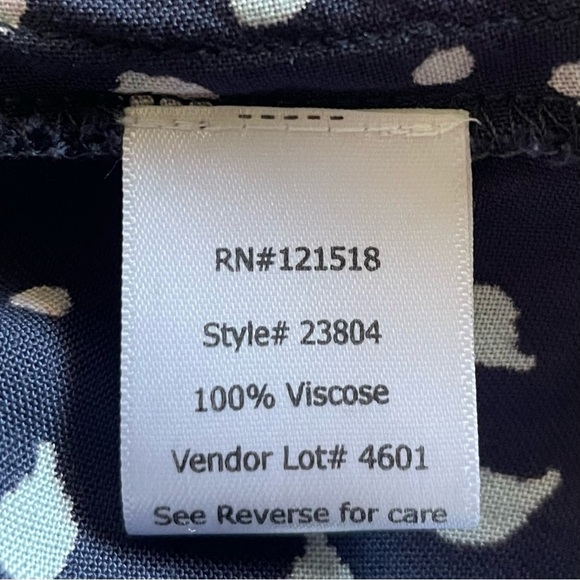 RN#121518
Style# 23804
100% Viscose
Vendor Lot# 4601
See Reverse for care